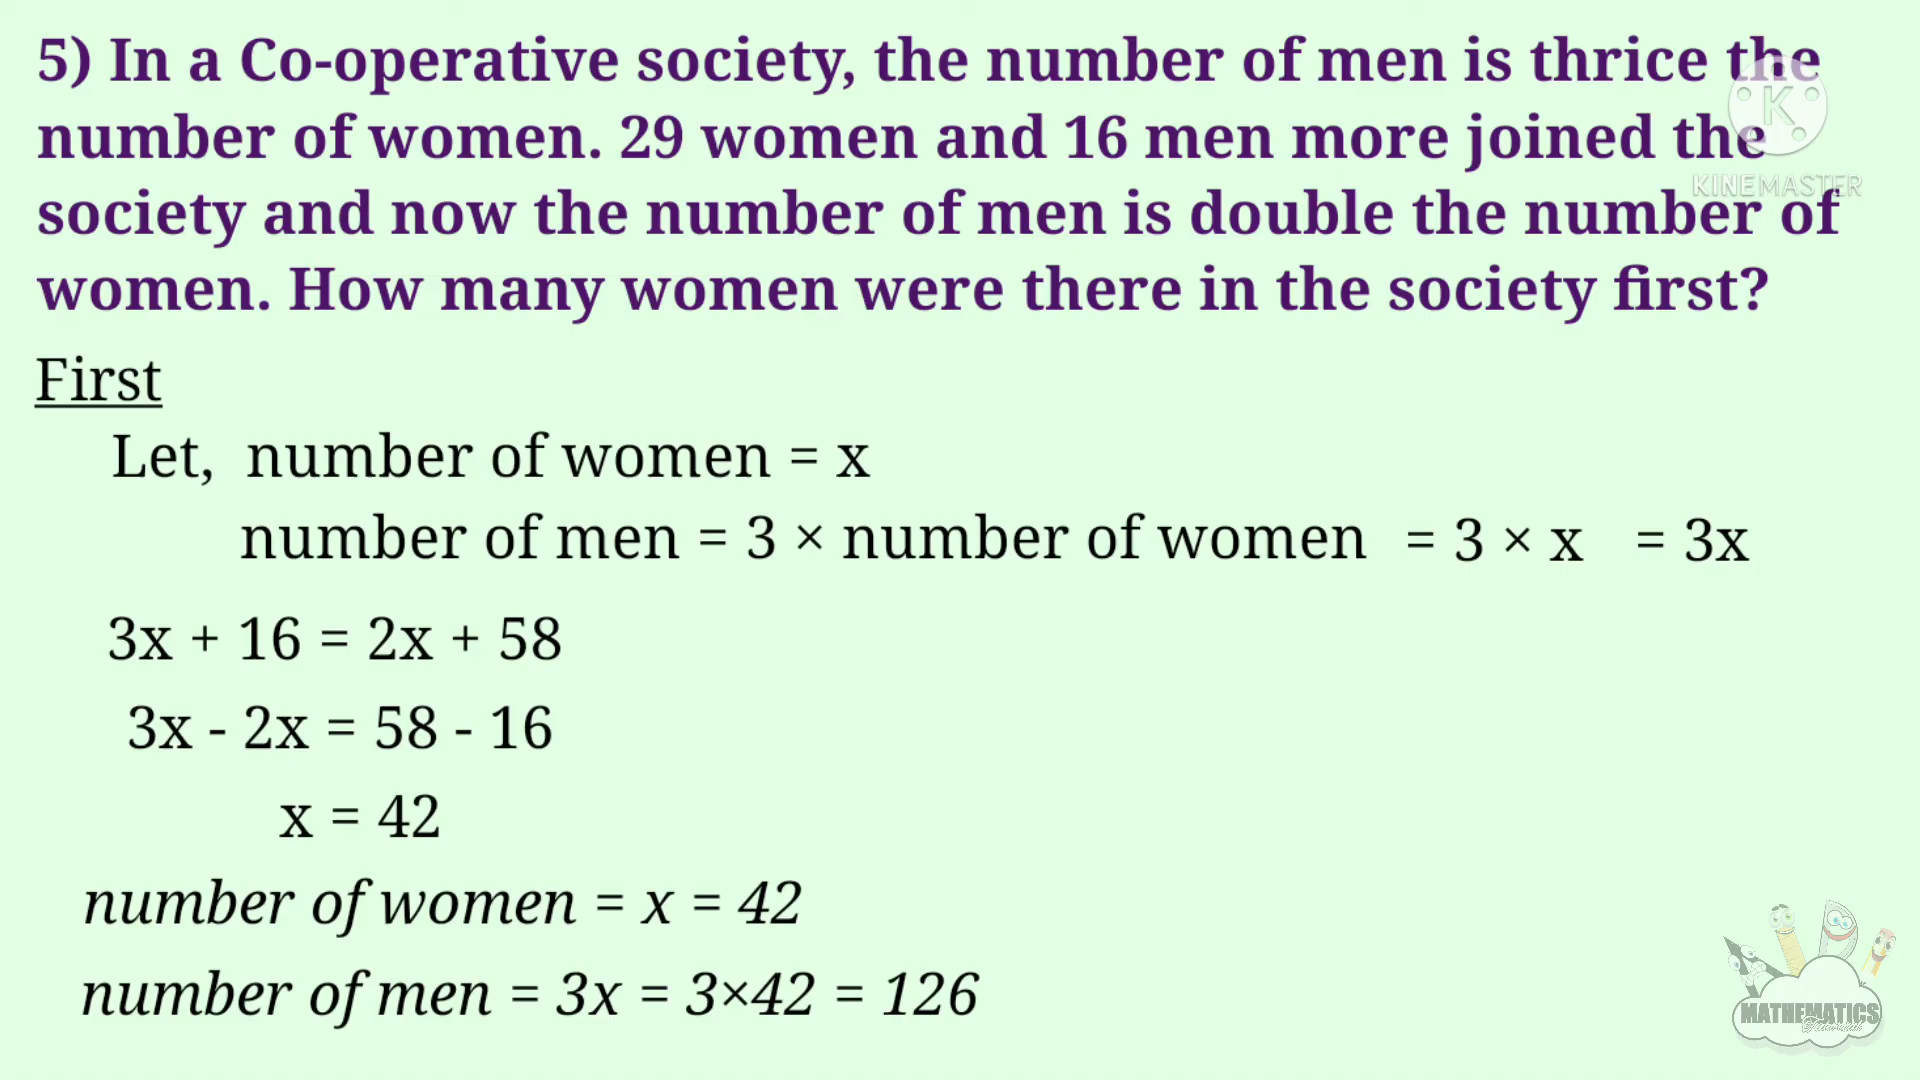 5) In a Co-operative society, the number of men is thrice the
number of women. 29 women and 16 men more joined the
society and now the number of men is double the number of
women. How many women were there in the society first?
K
KINEMASTER
First
Let, number of women = x
number of men = 3 × number of women = 3 × x = 3x
3x + 16 = 2x + 58
3x - 2x = 58 - 16
x = 42
number of women = x = 42
number of men = 3x = 3×42 = 126
MATHEMATICS